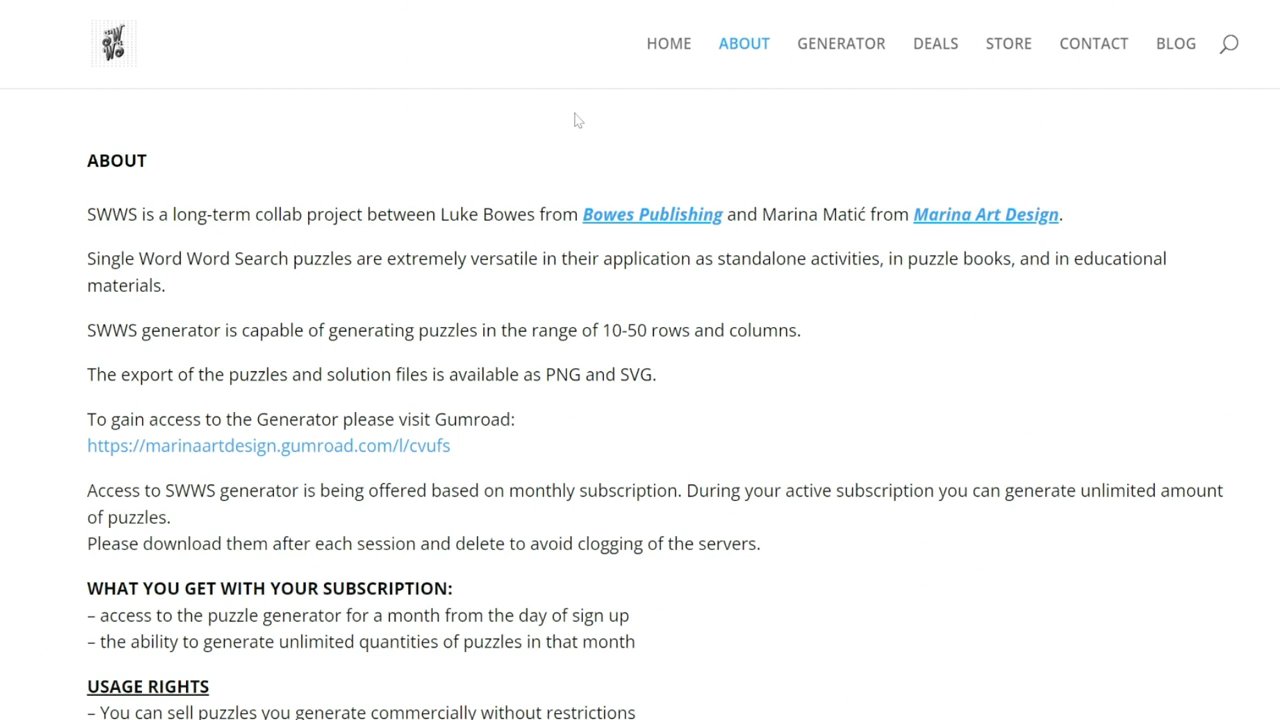 SWWS
HOME ABOUT GENERATOR DEALS STORE CONTACT BLOG
ABOUT
SWWS is a long-term collab project between Luke Bowes from Bowes Publishing and Marina Matić from Marina Art Design.
Single Word Word Search puzzles are extremely versatile in their application as standalone activities, in puzzle books, and in educational
materials.
SWWS generator is capable of generating puzzles in the range of 10-50 rows and columns.
The export of the puzzles and solution files is available as PNG and SVG.
To gain access to the Generator please visit Gumroad:
https://marinaartdesign.gumroad.com/l/cvufs
Access to SWWS generator is being offered based on monthly subscription. During your active subscription you can generate unlimited amount
of puzzles.
Please download them after each session and delete to avoid clogging of the servers.
WHAT YOU GET WITH YOUR SUBSCRIPTION:
– access to the puzzle generator for a month from the day of sign up
– the ability to generate unlimited quantities of puzzles in that month
USAGE RIGHTS
– You can sell puzzles you generate commercially without restrictions